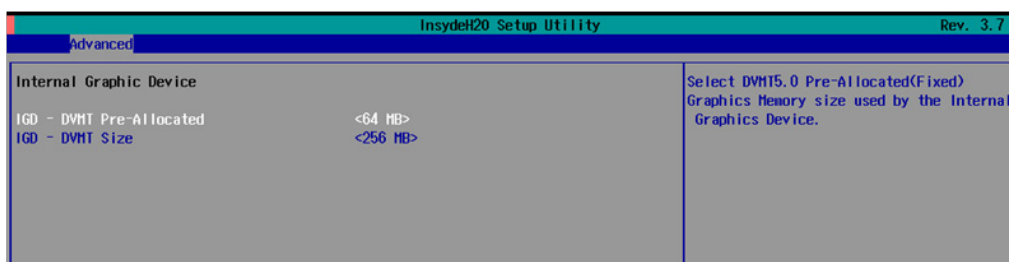 InsydeH20 Setup Utility Rev. 3.7
Advanced
Internal Graphic Device
IGD - DVMT Pre-Allocated <64 MB>
IGD - DVMT Size <256 MB>
Select DVMT5.0 Pre-Allocated(Fixed)
Graphics Memory size used by the Internal
Graphics Device.